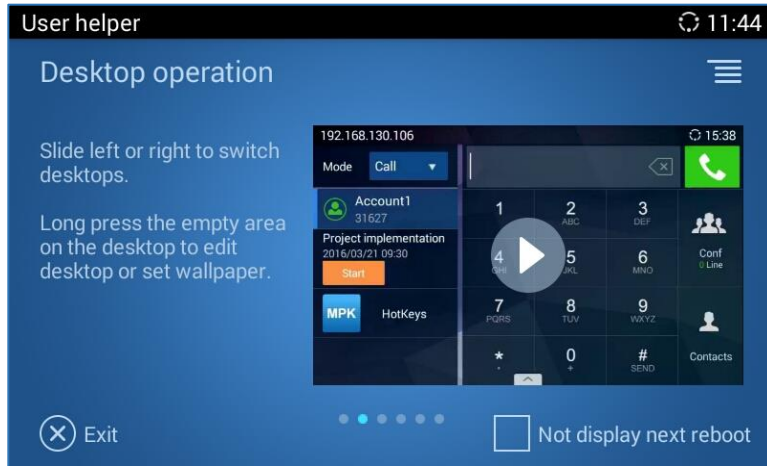 User helper
11:44
Desktop operation
Slide left or right to switch
desktops.
Long press the empty area
on the desktop to edit
desktop or set wallpaper.
192.168.130.106
15:38
Mode
Call
Account1
31627
Project implementation
2016/03/21 09:30
Start
MPK
HotKeys
1
2
ABC
3
DEF
4
GHI
5
JKL
6
MNO
7
PQRS
8
TUV
9
WXYZ
*
.
0
+
#
SEND
Conf
0 Line
Contacts
Exit
Not display next reboot